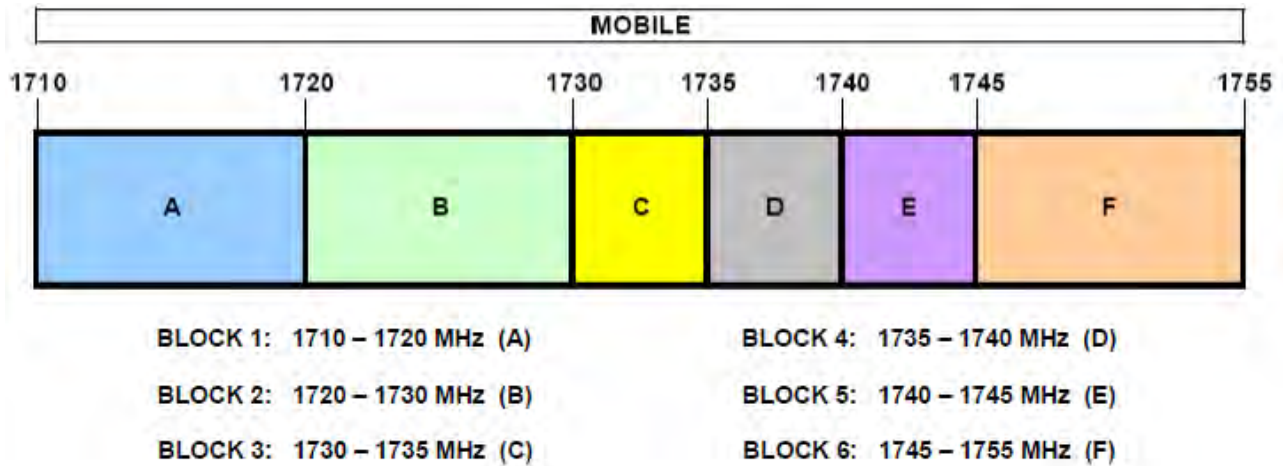 MOBILE
1710 1720 1730 1735 1740 1745 1755
A B C D E F
BLOCK 1: 1710 – 1720 MHz (A) BLOCK 4: 1735 – 1740 MHz (D)
BLOCK 2: 1720 – 1730 MHz (B) BLOCK 5: 1740 – 1745 MHz (E)
BLOCK 3: 1730 – 1735 MHz (C) BLOCK 6: 1745 – 1755 MHz (F)